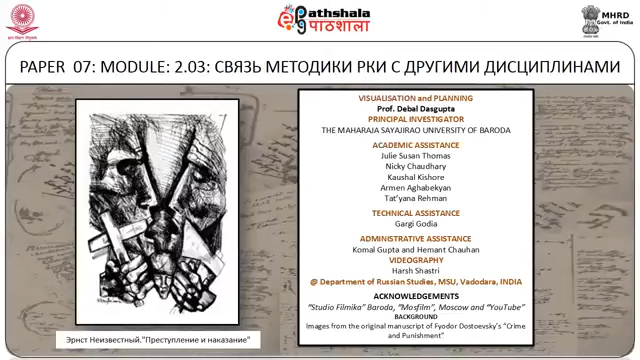 Pathshala
पाठशाला
MHRD
Govt. of India
PAPER 07: MODULE: 2.03: СВЯЗЬ МЕТОДИКИ РКИ С ДРУГИМИ ДИСЦИПЛИНАМИ
VISUALISATION and PLANNING
Prof. Debal Dasgupta
PRINCIPAL INVESTIGATOR
THE MAHARAJA SAYAJIRAO UNIVERSITY OF BARODA
ACADEMIC ASSISTANCE
Julie Susan Thomas
Nicky Chaudhary
Kaushal Kishore
Armen Aghabekyan
Tat'yana Rehman
TECHNICAL ASSISTANCE
Gargi Godia
ADMINISTRATIVE ASSISTANCE
Komal Gupta and Hemant Chauhan
VIDEOGRAPHY
Harsh Shastri
@ Department of Russian Studies, MSU, Vadodara, INDIA
ACKNOWLEDGEMENTS
"Studio Filmika" Baroda, "Mosfilm", Moscow and "YouTube"
BACKGROUND
Images from the original manuscript of Fyodor Dostoevsky's "Crime
and Punishment"
Эрнст Неизвестный."Преступление и наказание"